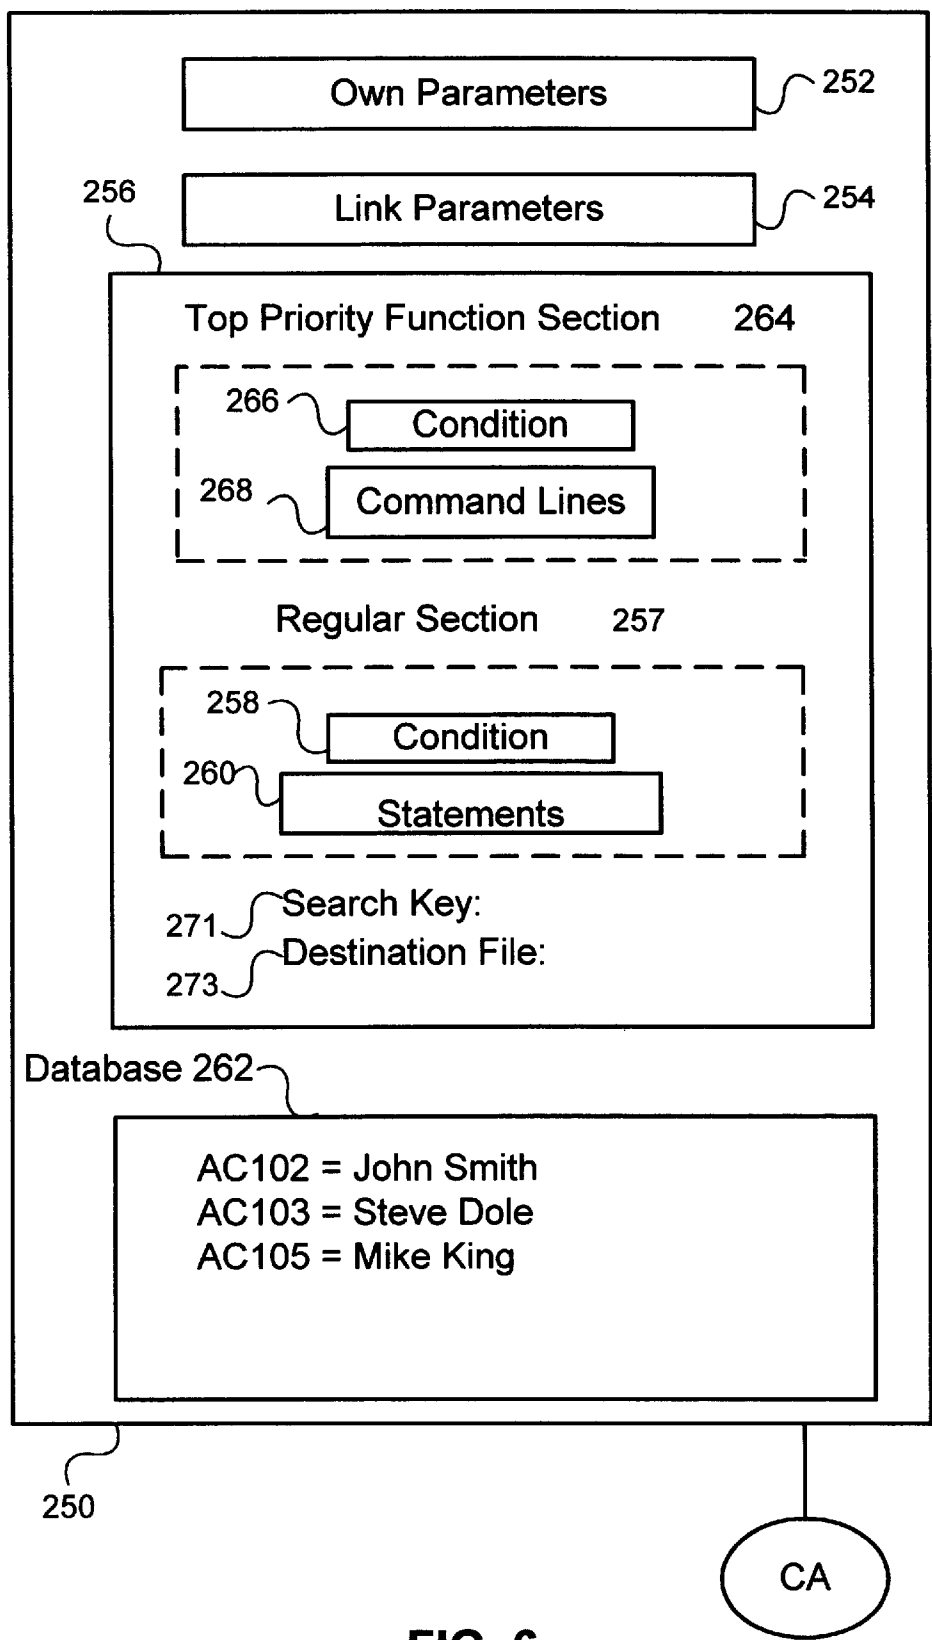 Own Parameters 252
Link Parameters 254
256
Top Priority Function Section 264
266 Condition
268 Command Lines
Regular Section 257
258 Condition
260 Statements
271 Search Key:
273 Destination File:
Database 262
AC102 = John Smith
AC103 = Steve Dole
AC105 = Mike King
250
CA
FIG. 6